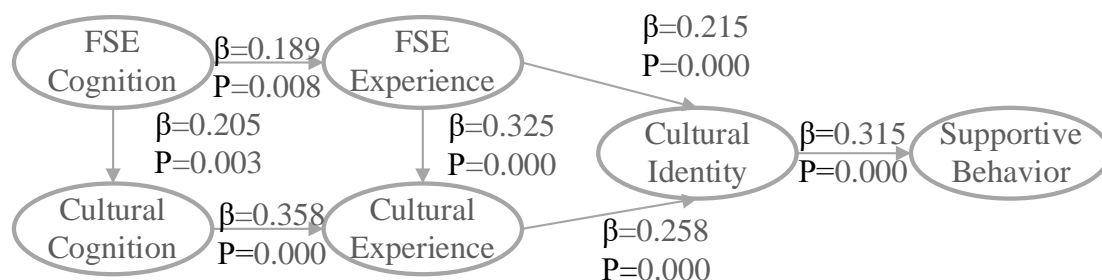 FSE
Cognition
β=0.189
P=0.008
FSE
Experience
β=0.215
P=0.000
β=0.205
P=0.003
β=0.325
P=0.000
Cultural
Identity
β=0.315
P=0.000
Supportive
Behavior
Cultural
Cognition
β=0.358
P=0.000
Cultural
Experience
β=0.258
P=0.000